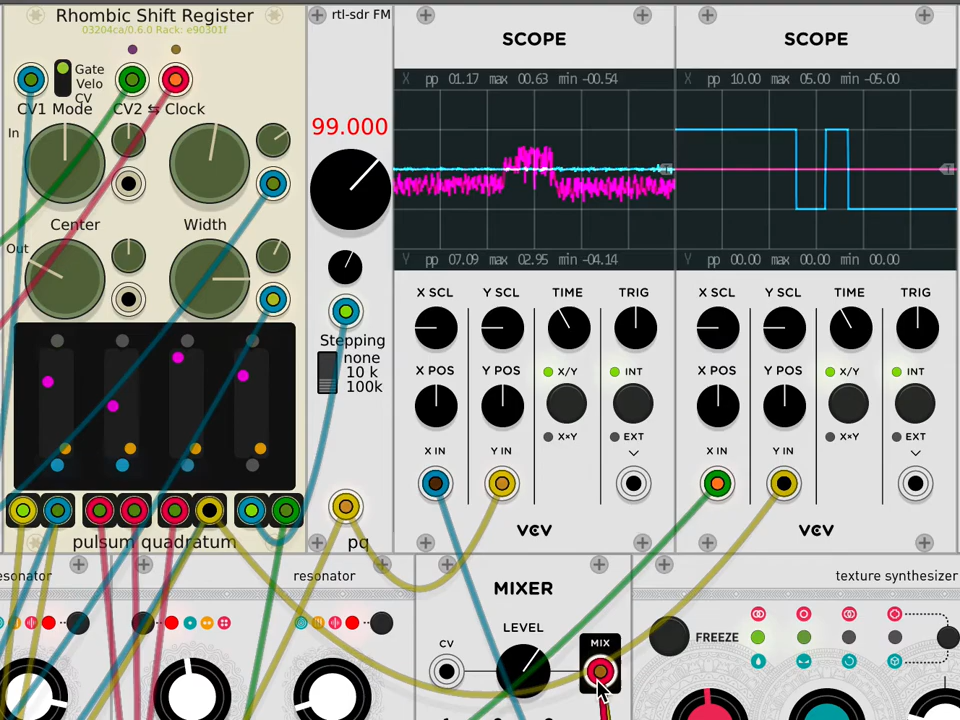 Rhombic Shift Register
03204ca/0.6.0 Rack: e90301f
Gate
Velo
CV
CV1 Mode CV2 ⇆ Clock
In
Center Width
Out
pulsum quadratum
rtl-sdr FM
99.000
Stepping
none
10 k
100k
pq
SCOPE
X pp 01.17 max 00.63 min -00.54
Y pp 07.09 max 02.95 min -04.14
X SCL Y SCL TIME TRIG
X POS Y POS X/Y INT
X×Y EXT
X IN Y IN
VCV
SCOPE
X pp 10.00 max 05.00 min -05.00
T
Y pp 00.00 max 00.00 min 00.00
X SCL Y SCL TIME TRIG
X POS Y POS X/Y INT
X×Y EXT
X IN Y IN
VCV
esonator
resonator
MIXER
LEVEL
CV
MIX
texture synthesizer
FREEZE